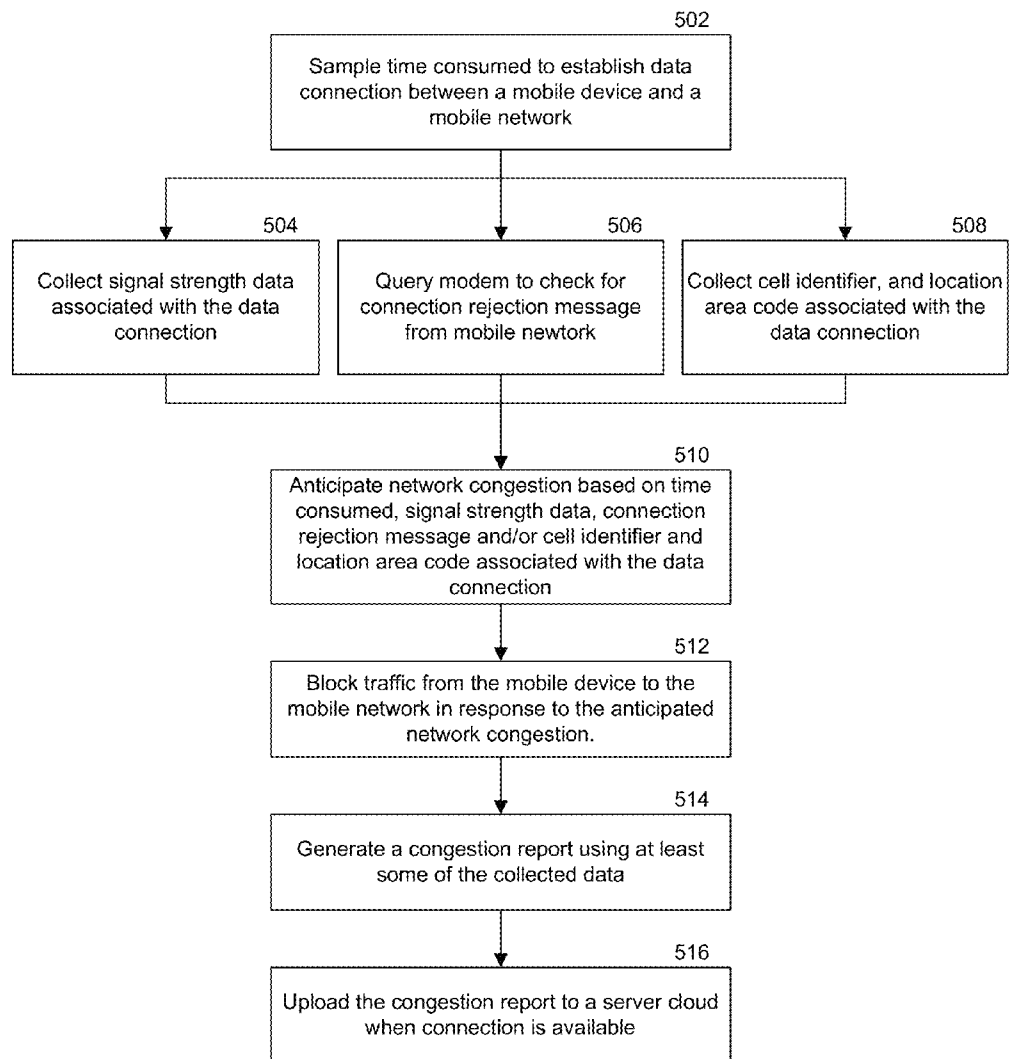 502
Sample time consumed to establish data
connection between a mobile device and a
mobile network
504
Collect signal strength data
associated with the data
connection
506
Query modem to check for
connection rejection message
from mobile newtork
508
Collect cell identifier, and location
area code associated with the
data connection
510
Anticipate network congestion based on time
consumed, signal strength data, connection
rejection message and/or cell identifier and
location area code associated with the data
connection
512
Block traffic from the mobile device to the
mobile network in response to the anticipated
network congestion.
514
Generate a congestion report using at least
some of the collected data
516
Upload the congestion report to a server cloud
when connection is available